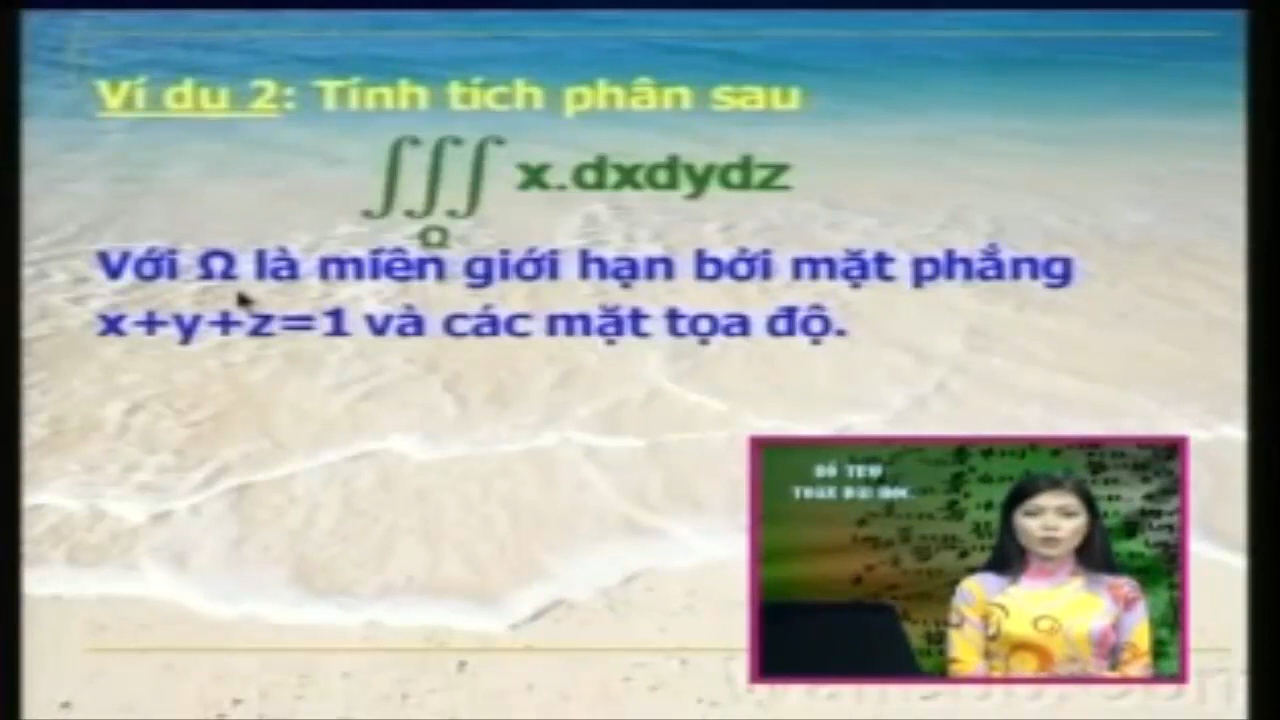 Ví dụ 2: Tính tích phân sau
∭ x.dxdydz
Ω
Với Ω là miền giới hạn bởi mặt phẳng
x+y+z=1 và các mặt tọa độ.